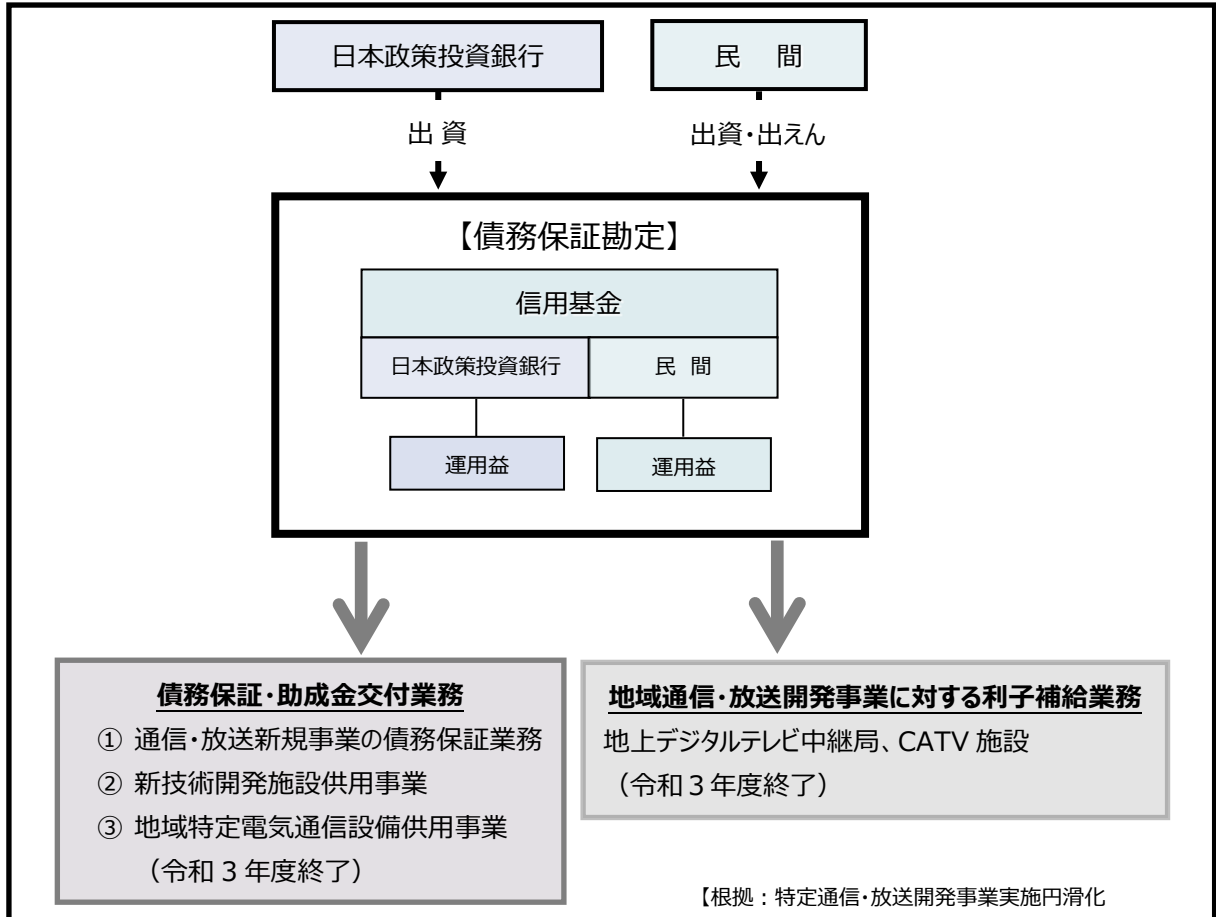 日本政策投資銀行
民 間
出 資
出資・出えん
【債務保証勘定】
信用基金
日本政策投資銀行
民 間
運用益
運用益
債務保証・助成金交付業務
① 通信・放送新規事業の債務保証業務
② 新技術開発施設供用事業
③ 地域特定電気通信設備供用事業
（令和 3 年度終了）
地域通信・放送開発事業に対する利子補給業務
地上デジタルテレビ中継局、CATV 施設
（令和 3 年度終了）
【根拠：特定通信・放送開発事業実施円滑化